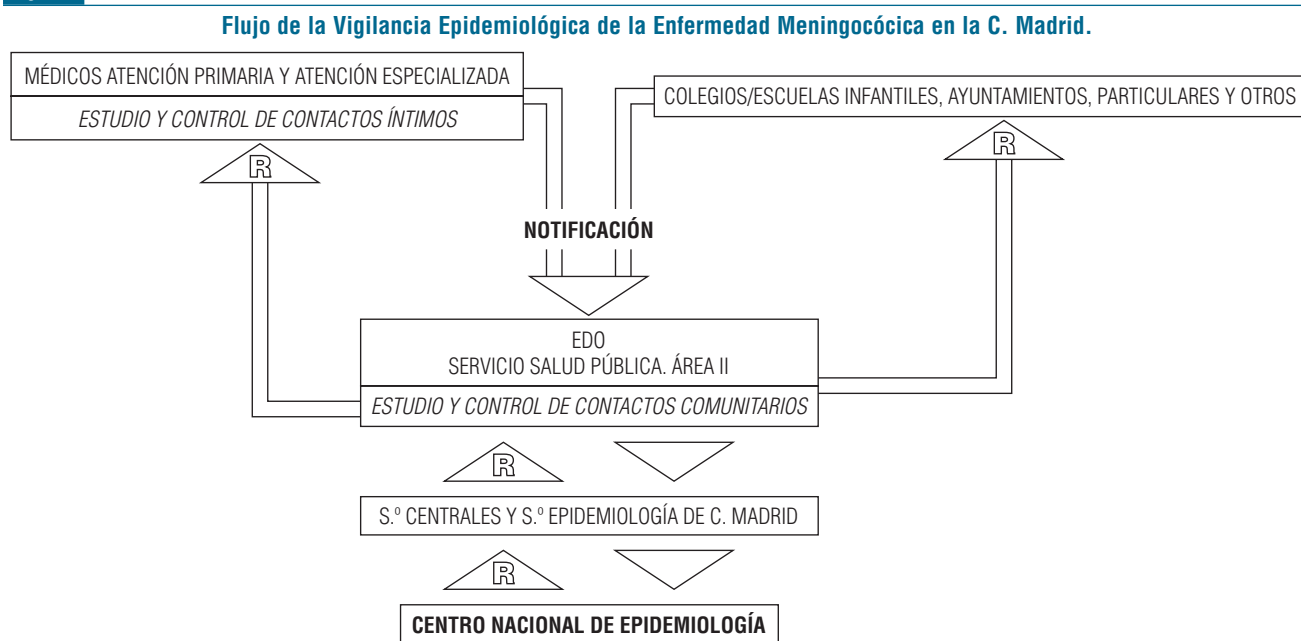 Flujo de la Vigilancia Epidemiológica de la Enfermedad Meningocócica en la C. Madrid.
MÉDICOS ATENCIÓN PRIMARIA Y ATENCIÓN ESPECIALIZADA
ESTUDIO Y CONTROL DE CONTACTOS ÍNTIMOS
COLEGIOS/ESCUELAS INFANTILES, AYUNTAMIENTOS, PARTICULARES Y OTROS
R
R
NOTIFICACIÓN
EDO
SERVICIO SALUD PÚBLICA. ÁREA II
ESTUDIO Y CONTROL DE CONTACTOS COMUNITARIOS
R
S.º CENTRALES Y S.º EPIDEMIOLOGÍA DE C. MADRID
R
CENTRO NACIONAL DE EPIDEMIOLOGÍA